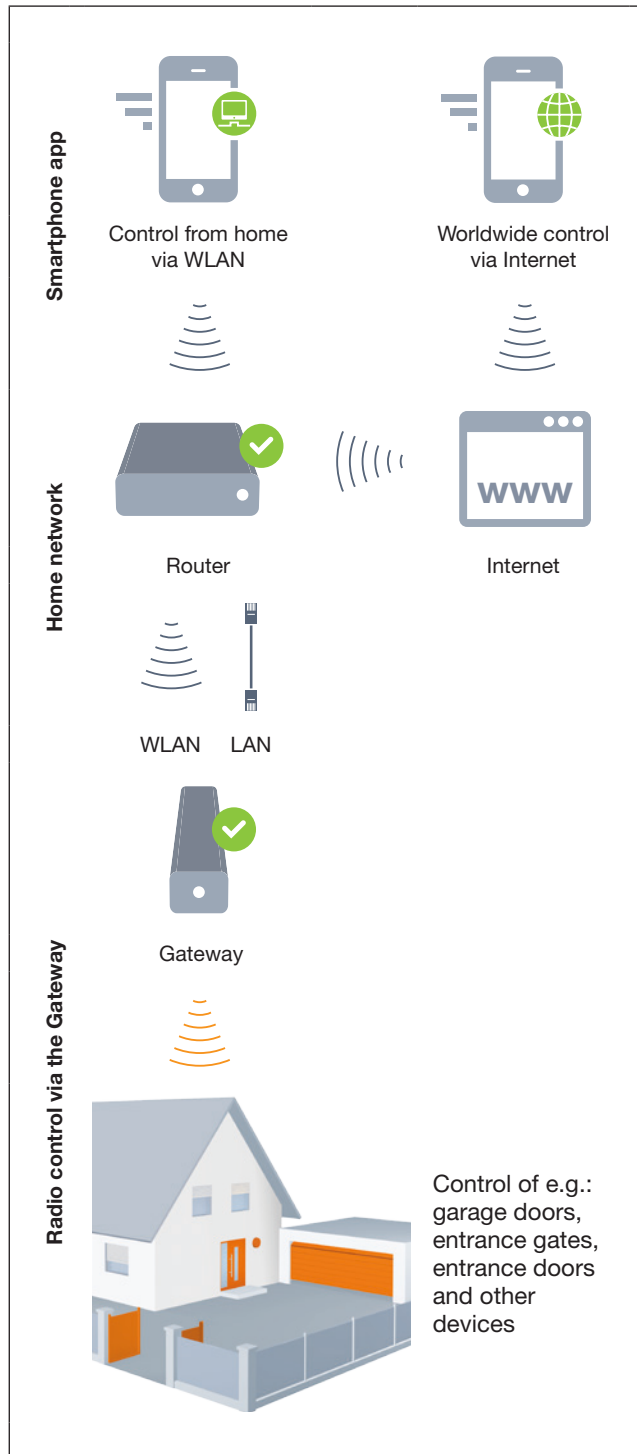 Smartphone app
Control from home
via WLAN
Worldwide control
via Internet
Home network
www
Router
Internet
WLAN
LAN
Radio control via the Gateway
Gateway
Control of e.g.:
garage doors,
entrance gates,
entrance doors
and other
devices